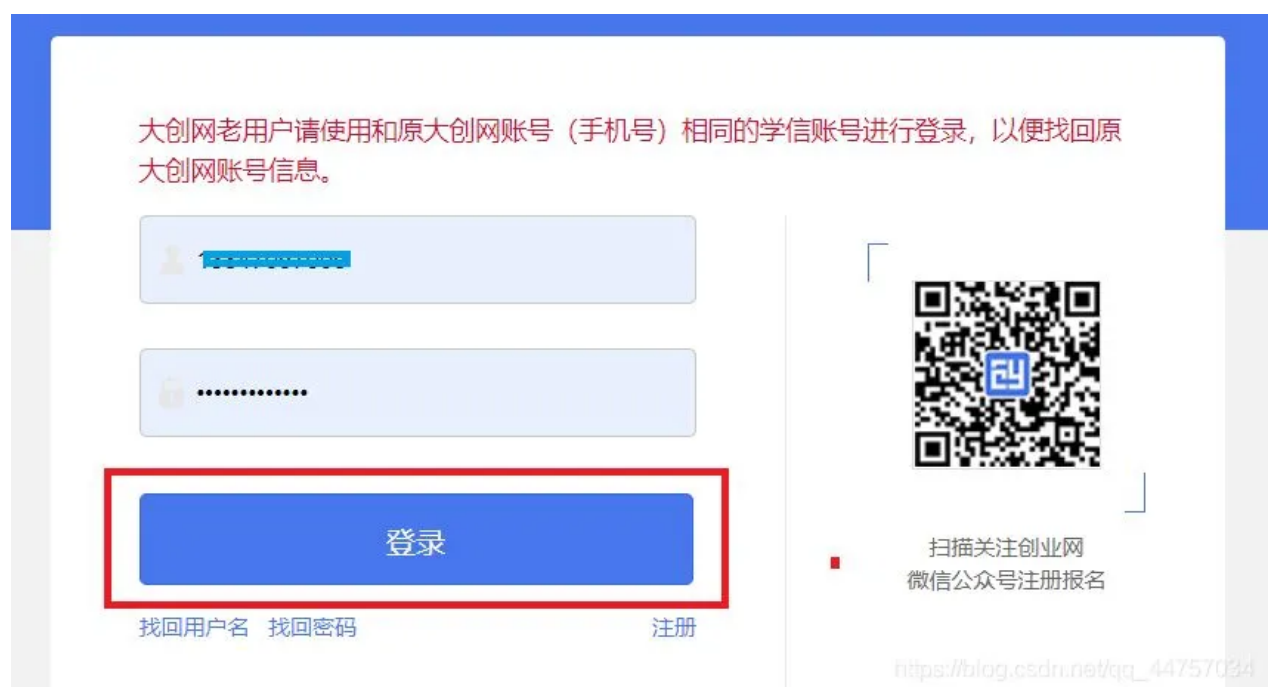 大创网老用户请使用和原大创网账号（手机号）相同的学信账号进行登录，以便找回原
大创网账号信息。
登录
找回用户名 找回密码 注册
扫描关注创业网
微信公众号注册报名
https://blog.csdn.net/qq_44757034